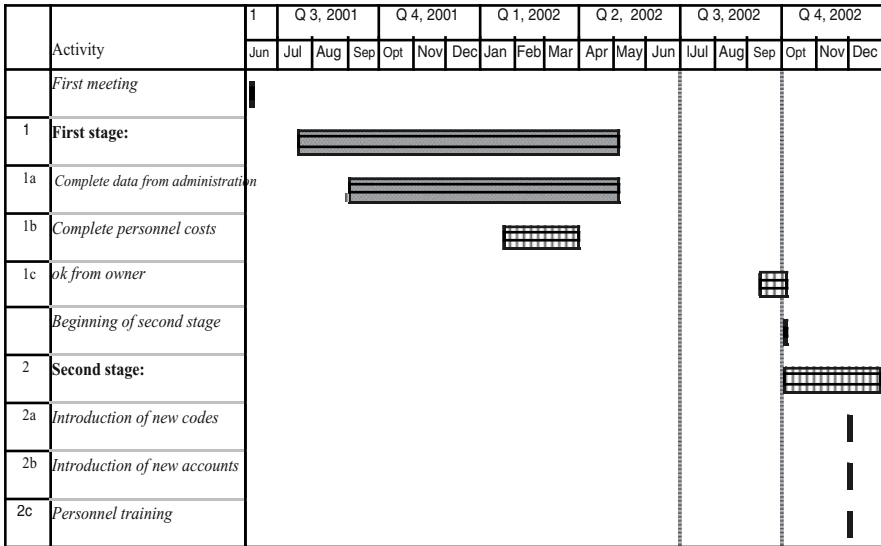 1 Q 3, 2001 Q 4, 2001 Q 1, 2002 Q 2, 2002 Q 3, 2002 Q 4, 2002
Activity Jun Jul Aug Sep Opt Nov Dec Jan Feb Mar Apr May Jun IJul Aug Sep Opt Nov Dec
First meeting
1 First stage:
1a Complete data from administration
1b Complete personnel costs
1c ok from owner
Beginning of second stage
2 Second stage:
2a Introduction of new codes
2b Introduction of new accounts
2c Personnel training